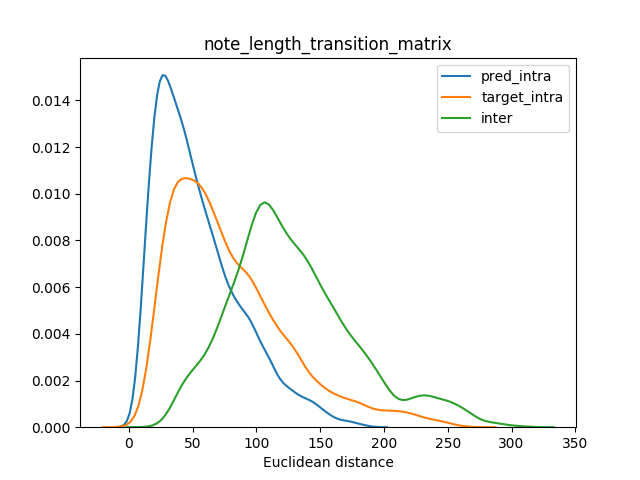 note_length_transition_matrix
pred_intra
target_intra
inter
0.014
0.012
0.010
0.008
0.006
0.004
0.002
0.000
0 50 100 150 200 250 300 350
Euclidean distance